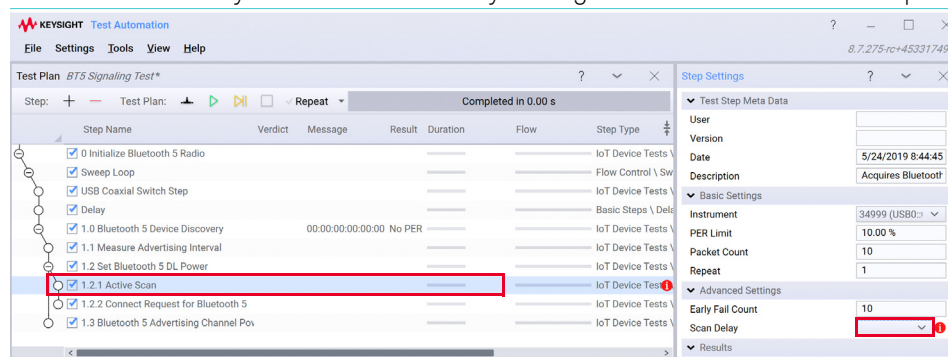 KEYSIGHT Test Automation
File Settings Tools View Help
8.7.275-rc+45331749
Test Plan BT5 Signaling Test*
Step: Test Plan: Repeat Completed in 0.00 s
Step Name Verdict Message Result Duration Flow Step Type
0 Initialize Bluetooth 5 Radio IoT Device Tests \
Sweep Loop Flow Control \ Sw
USB Coaxial Switch Step IoT Device Tests \
Delay Basic Steps \ Dela
1.0 Bluetooth 5 Device Discovery 00:00:00:00:00:00 No PER IoT Device Tests \
1.1 Measure Advertising Interval IoT Device Tests \
1.2 Set Bluetooth 5 DL Power IoT Device Tests \
1.2.1 Active Scan IoT Device Test
1.2.2 Connect Request for Bluetooth 5 IoT Device Tests \
1.3 Bluetooth 5 Advertising Channel Pov IoT Device Tests \
Step Settings
Test Step Meta Data
User
Version
Date 5/24/2019 8:44:45
Description Acquires Bluetooth
Basic Settings
Instrument 34999 (USB0::
PER Limit 10.00 %
Packet Count 10
Repeat 1
Advanced Settings
Early Fail Count 10
Scan Delay
Results